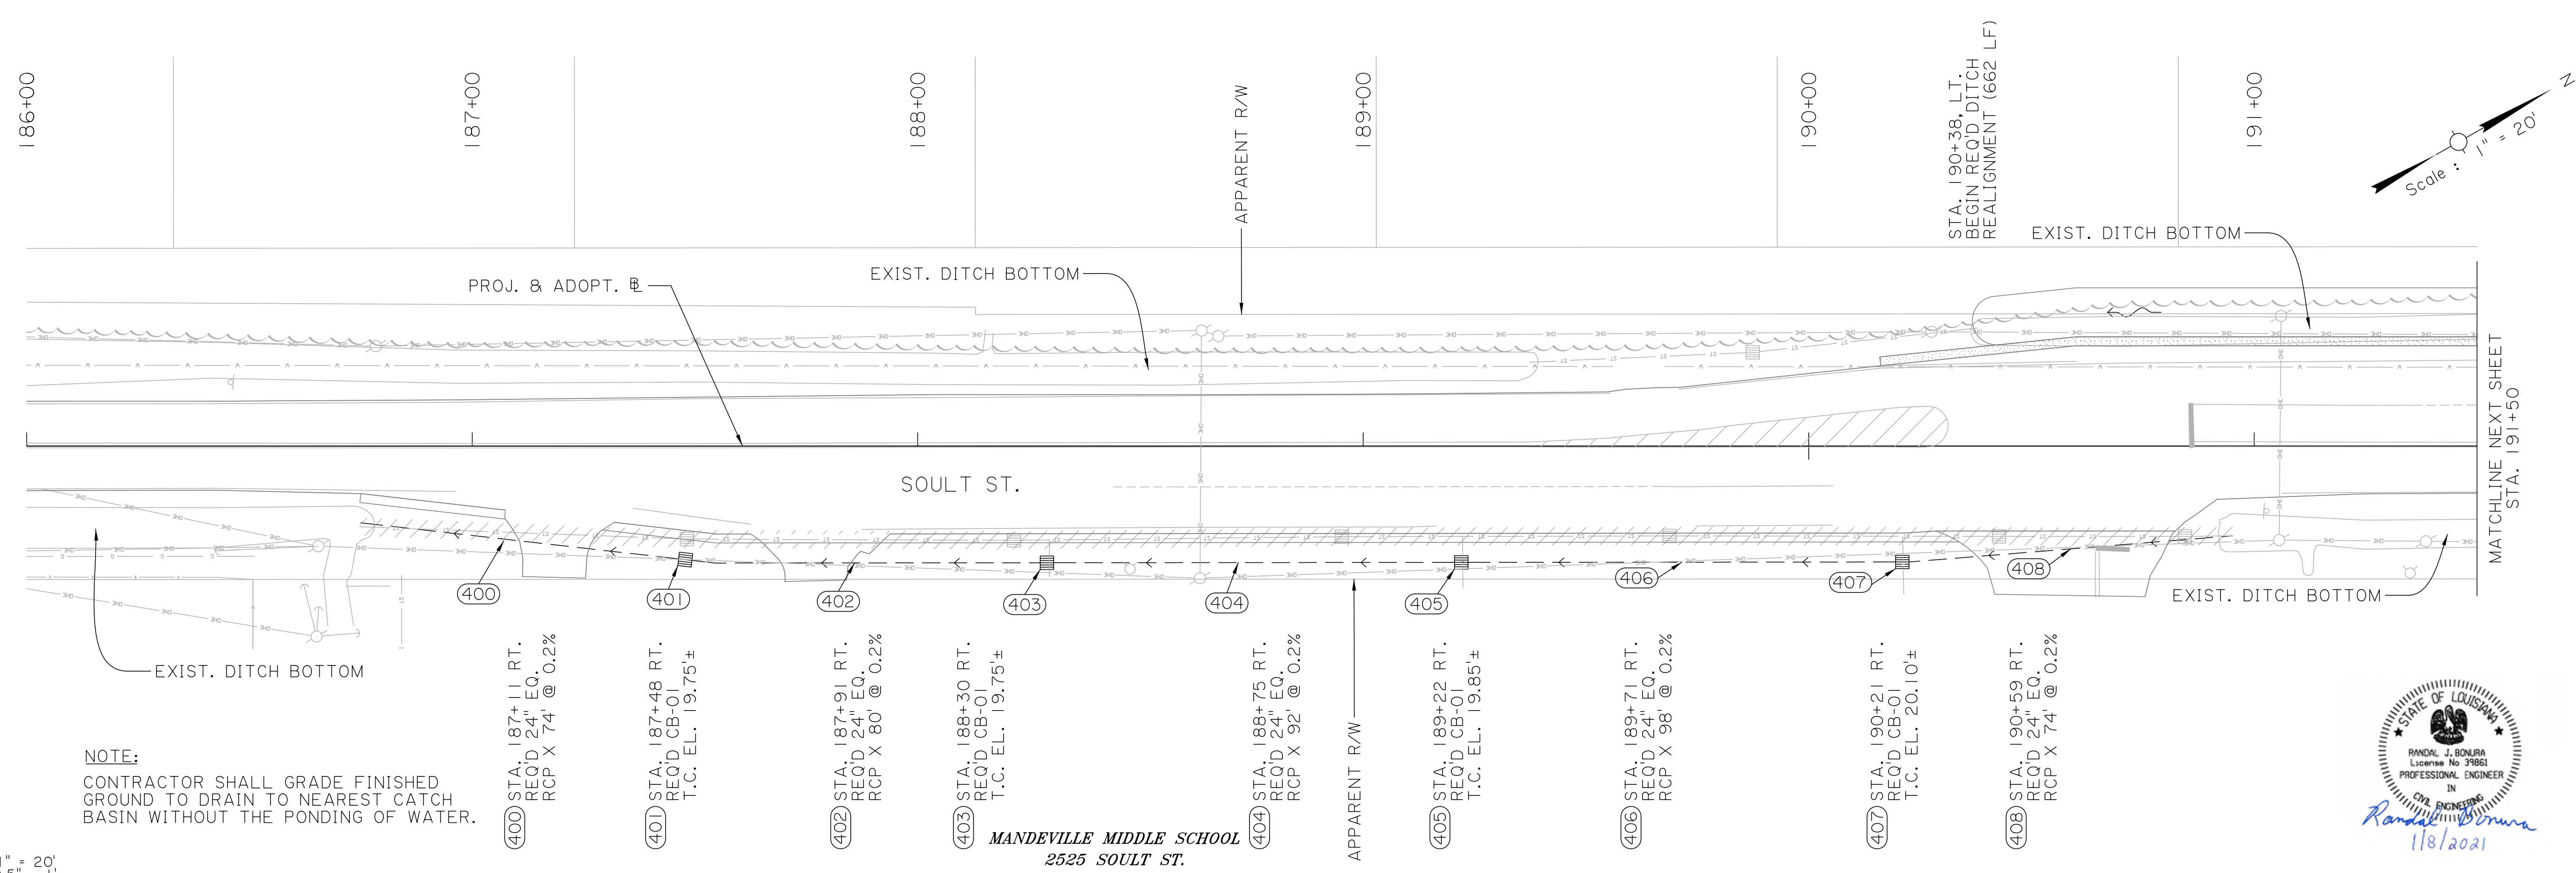 186+00
187+00
188+00
189+00
190+00
191+00
APPARENT R/W
STA. 190+38, LT.
BEGIN REQ'D DITCH
REALIGNMENT (662 LF)
N
Scale : 1" = 20'
EXIST. DITCH BOTTOM
EXIST. DITCH BOTTOM
PROJ. & ADOPT. BL
MATCHLINE NEXT SHEET
STA. 191+50
SOULT ST.
400
401
402
403
404
405
406
407
408
EXIST. DITCH BOTTOM
EXIST. DITCH BOTTOM
400 STA. 187+11 RT.
REQ'D 24" EQ.
RCP X 74' @ 0.2%
401 STA. 187+48 RT.
REQ'D CB-01
T.C. EL. 19.75'±
402 STA. 187+91 RT.
REQ'D 24" EQ.
RCP X 80' @ 0.2%
403 STA. 188+30 RT.
REQ'D CB-01
T.C. EL. 19.75'±
404 STA. 188+75 RT.
REQ'D 24" EQ.
RCP X 92' @ 0.2%
APPARENT R/W
405 STA. 189+22 RT.
REQ'D CB-01
T.C. EL. 19.85'±
406 STA. 189+71 RT.
REQ'D 24" EQ.
RCP X 98' @ 0.2%
407 STA. 190+21 RT.
REQ'D CB-01
T.C. EL. 20.10'±
408 STA. 190+59 RT.
REQ'D 24" EQ.
RCP X 74' @ 0.2%
NOTE:
CONTRACTOR SHALL GRADE FINISHED
GROUND TO DRAIN TO NEAREST CATCH
BASIN WITHOUT THE PONDING OF WATER.
MANDEVILLE MIDDLE SCHOOL
2525 SOULT ST.
STATE OF LOUISIANA
RANDAL J. BONURA
License No 39861
PROFESSIONAL ENGINEER
IN
CIVIL ENGINEERING
Randal Bonura
1/8/2021
1" = 20'